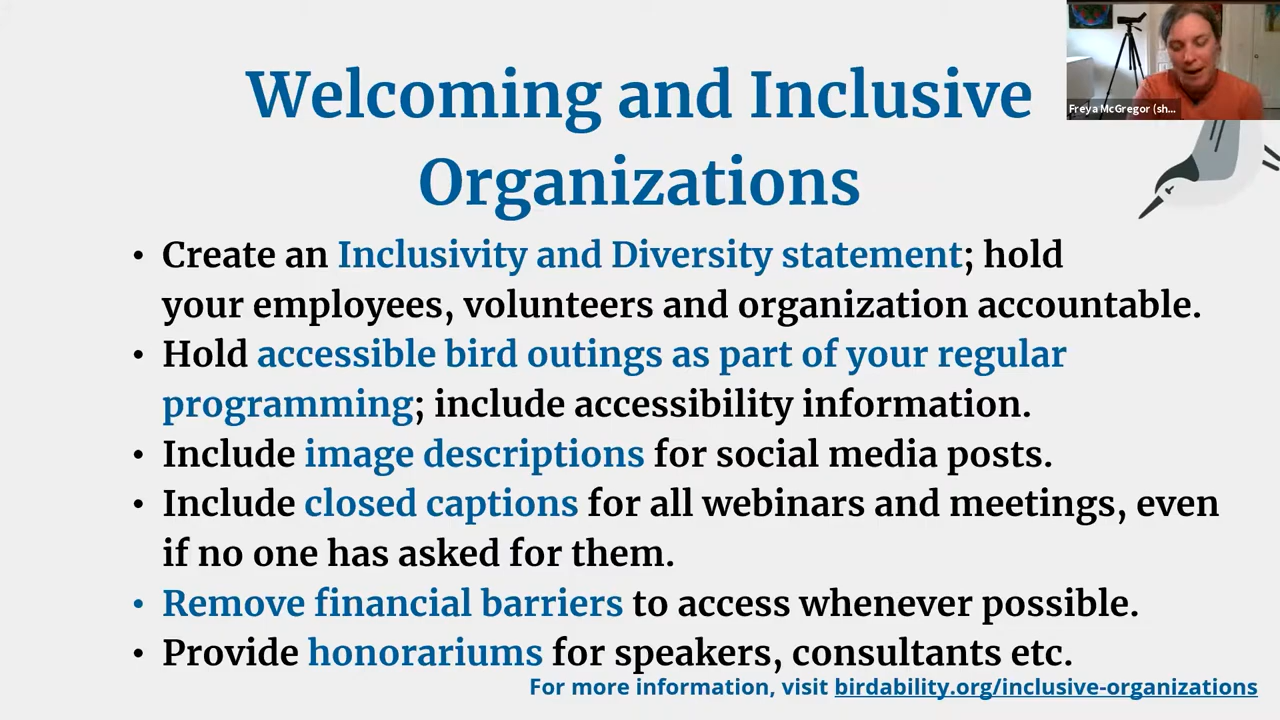 Welcoming and Inclusive
Organizations
Freya McGregor (sh...
• Create an Inclusivity and Diversity statement; hold
your employees, volunteers and organization accountable.
• Hold accessible bird outings as part of your regular
programming; include accessibility information.
• Include image descriptions for social media posts.
• Include closed captions for all webinars and meetings, even
if no one has asked for them.
• Remove financial barriers to access whenever possible.
• Provide honorariums for speakers, consultants etc.
For more information, visit birdability.org/inclusive-organizations